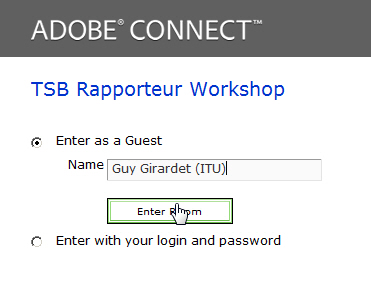 ADOBE® CONNECT™
TSB Rapporteur Workshop
Enter as a Guest
Name Guy Girardet (ITU)
Enter Room
Enter with your login and password